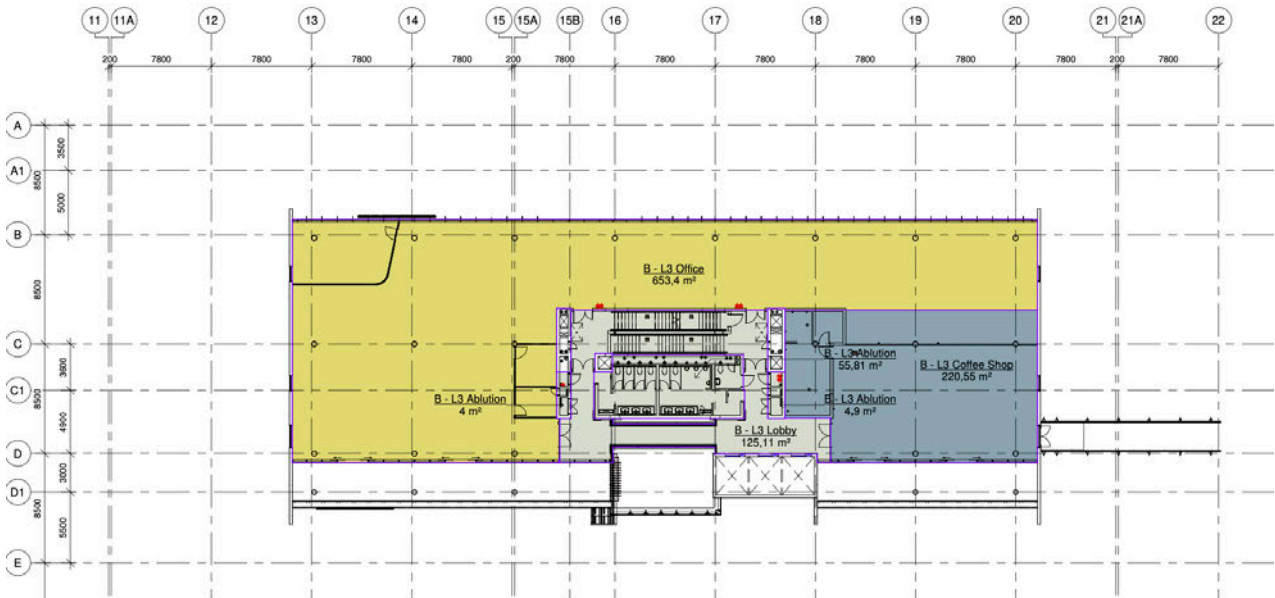 11 11A 12 13 14 15 15A 15B 16 17 18 19 20 21 21A 22
200 7800 7800 7800 7800 200 7800 7800 7800 7800 7800 7800 200 7800
A
3500
8500
A1
5000
B
8500
B - L3 Office
653,4 m²
C
3600
B - L3 Ablution
55,81 m²
B - L3 Coffee Shop
220,55 m²
C1
8500
B - L3 Ablution
4 m²
B - L3 Ablution
4,9 m²
4900
B - L3 Lobby
125,11 m²
D
3000
D1
8500
5500
E